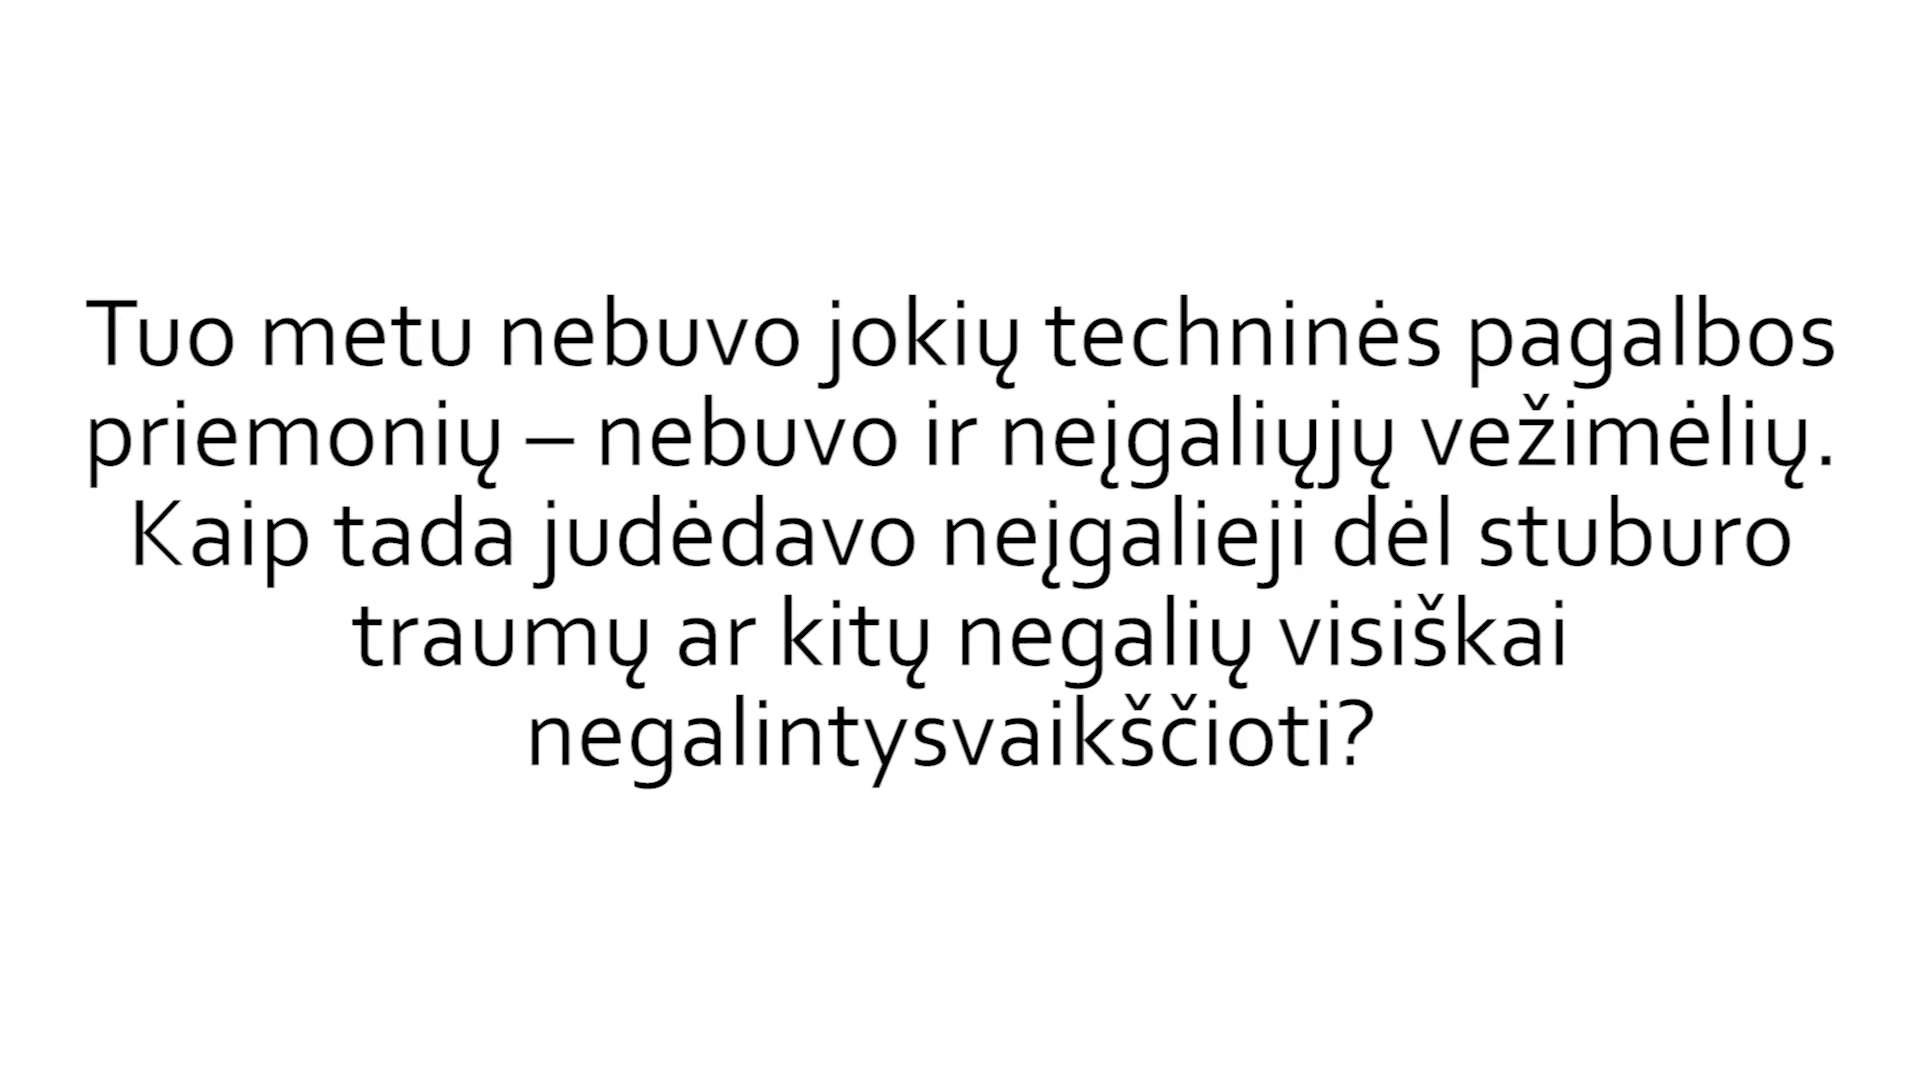 Tuo metu nebuvo jokių techninės pagalbos
priemonių – nebuvo ir neįgaliųjų vežimėlių.
Kaip tada judėdavo neįgalieji dėl stuburo
traumų ar kitų negalių visiškai
negalintysvaikščioti?